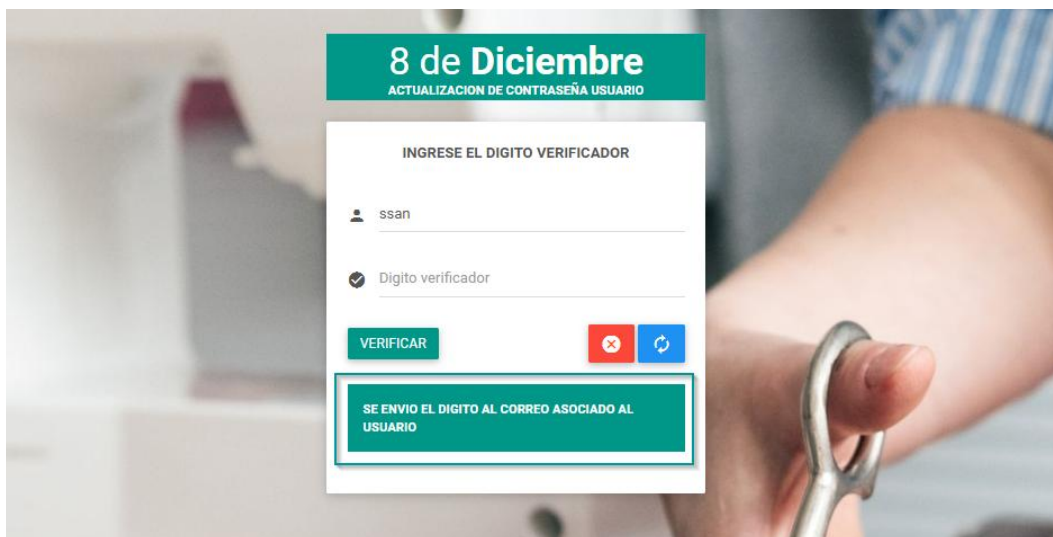 8 de Diciembre
ACTUALIZACION DE CONTRASEÑA USUARIO
INGRESE EL DIGITO VERIFICADOR
ssan
Digito verificador
VERIFICAR
SE ENVIO EL DIGITO AL CORREO ASOCIADO AL
USUARIO